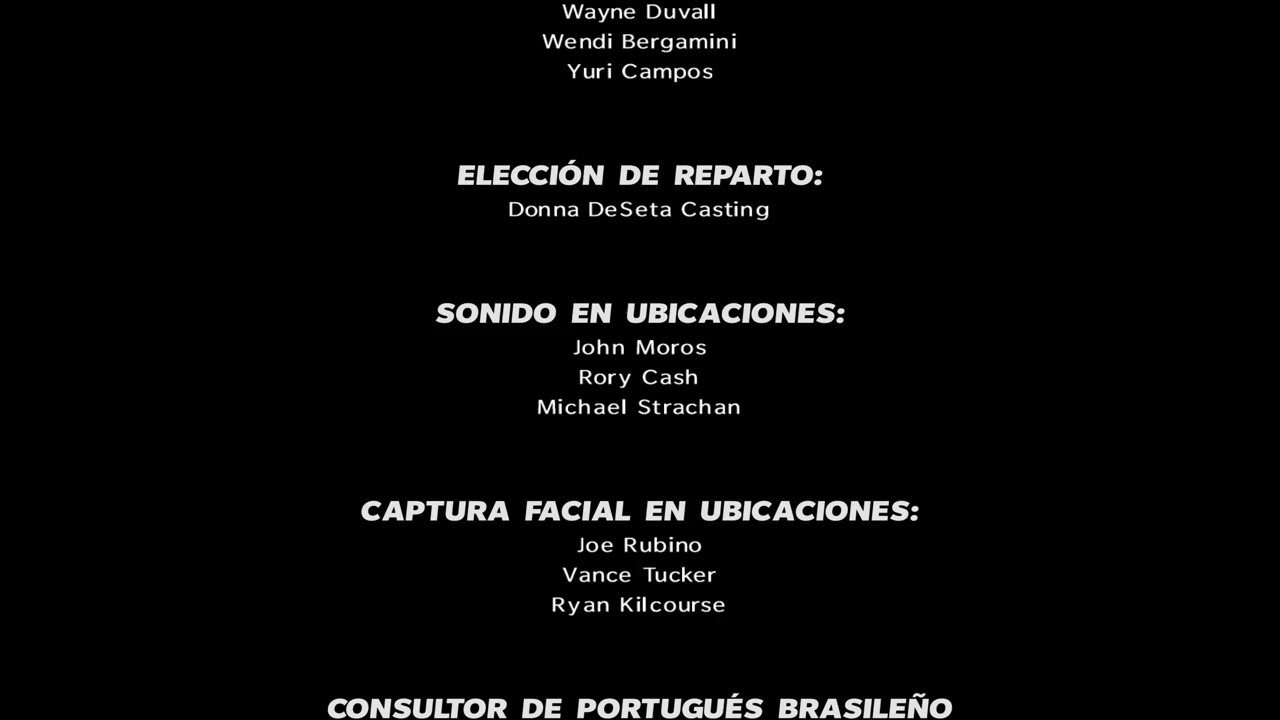 Wayne Duvall
Wendi Bergamini
Yuri Campos
ELECCIÓN DE REPARTO:
Donna DeSeta Casting
SONIDO EN UBICACIONES:
John Moros
Rory Cash
Michael Strachan
CAPTURA FACIAL EN UBICACIONES:
Joe Rubino
Vance Tucker
Ryan Kilcourse
CONSULTOR DE PORTUGUÉS BRASILEÑO